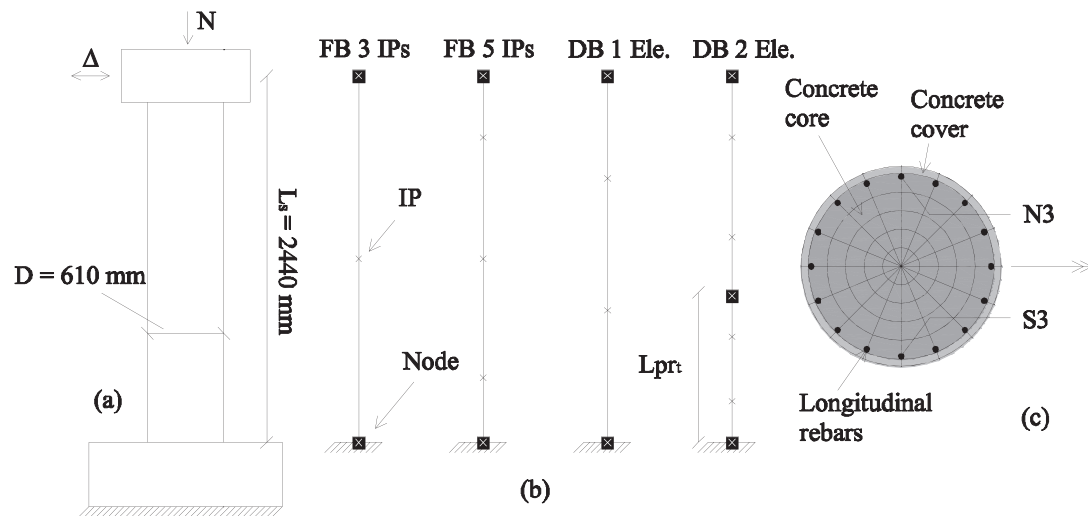 N
Δ
D = 610 mm
Ls = 2440 mm
(a)
FB 3 IPs
FB 5 IPs
DB 1 Ele.
DB 2 Ele.
IP
Node
Lprt
(b)
Concrete
core
Concrete
cover
N3
S3
Longitudinal
rebars
(c)